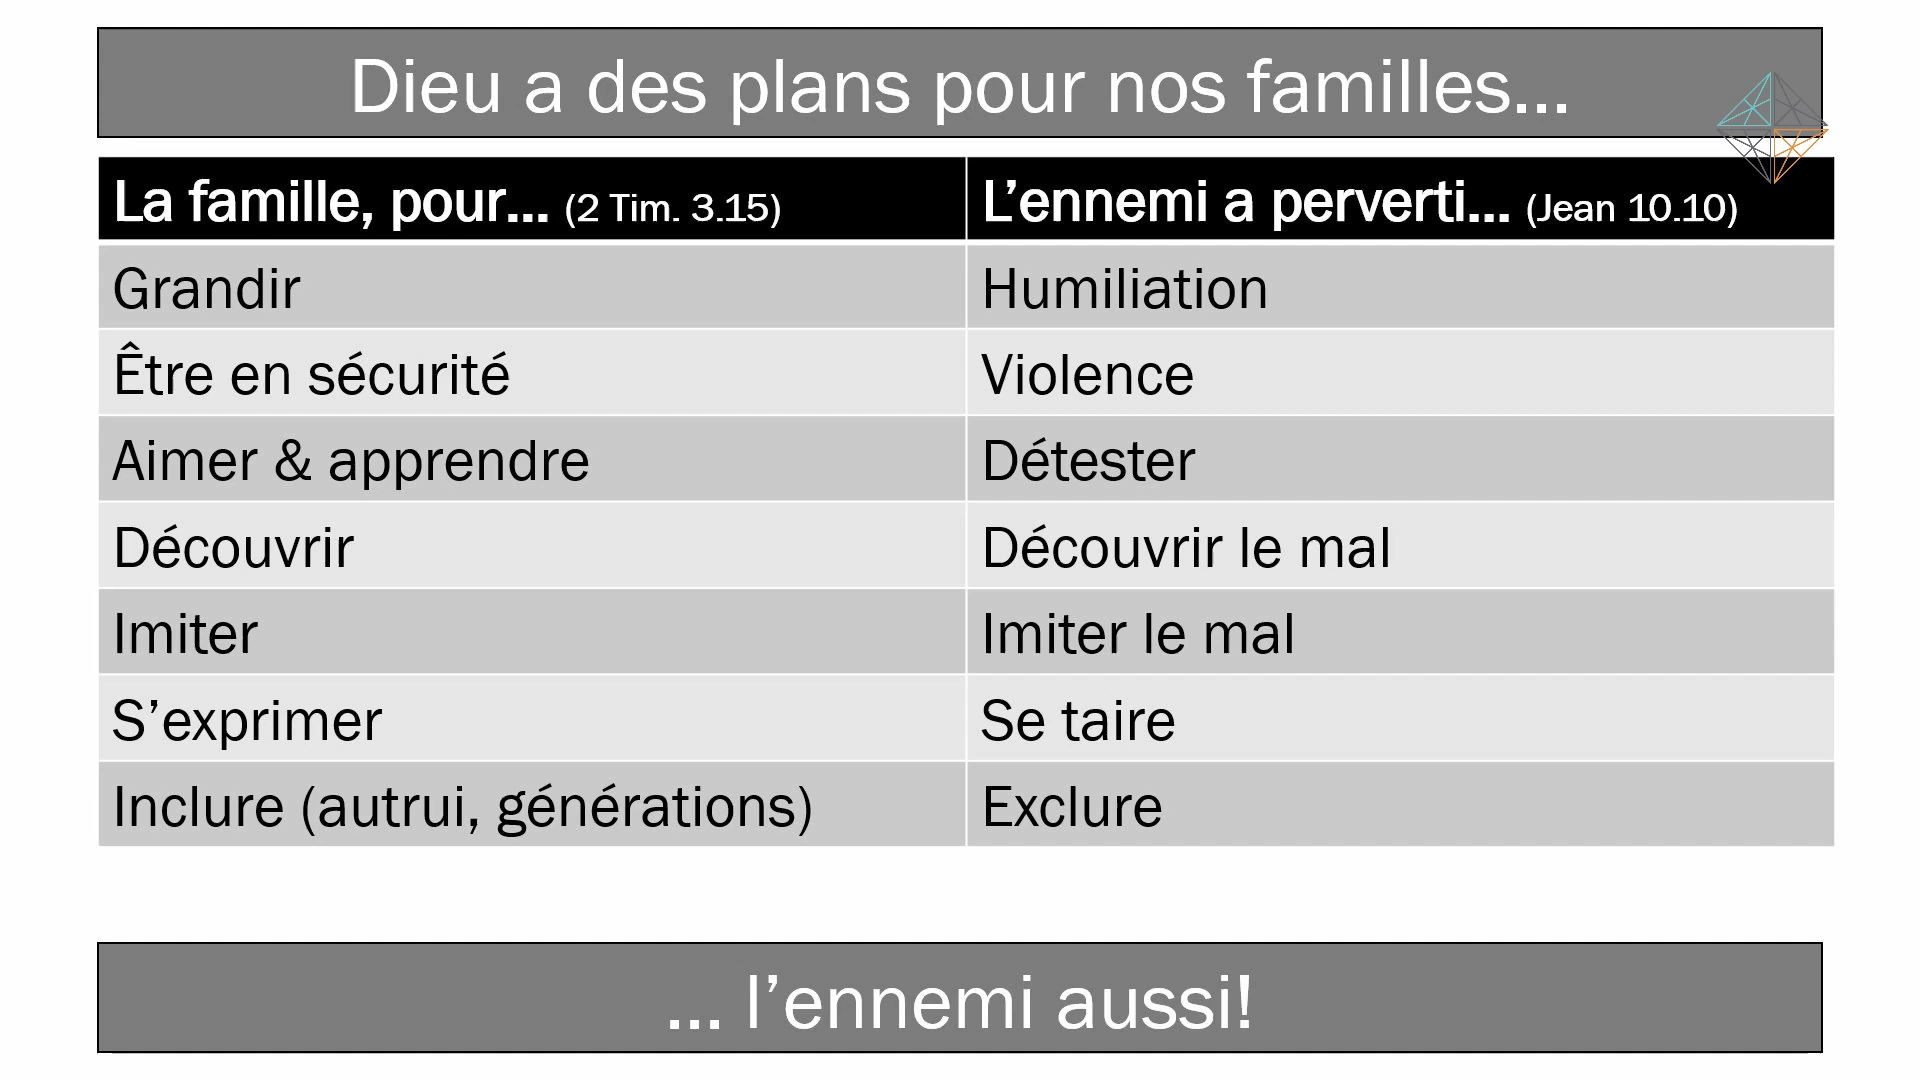 Dieu a des plans pour nos familles...
La famille, pour... (2 Tim. 3.15)
L’ennemi a perverti... (Jean 10.10)
Grandir
Humiliation
Être en sécurité
Violence
Aimer & apprendre
Détester
Découvrir
Découvrir le mal
Imiter
Imiter le mal
S’exprimer
Se taire
Inclure (autrui, générations)
Exclure
... l’ennemi aussi!